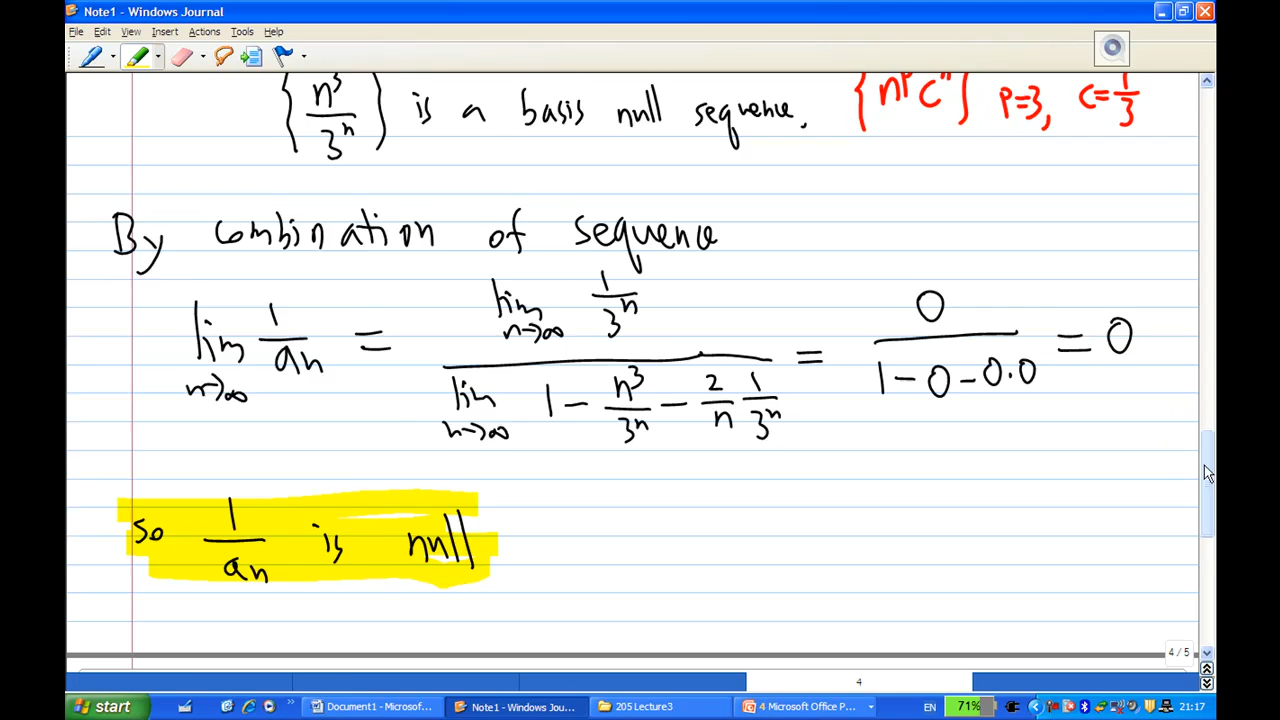 Note1 - Windows Journal
File Edit View Insert Actions Tools Help
{n³/3ⁿ} is a basis null sequence. {nᵖ cⁿ} p=3, c=1/3
By combination of sequence
lim n→∞ 1/an = (lim n→∞ 1/3ⁿ)/(lim n→∞ 1 - n³/3ⁿ - 2/n 1/3ⁿ) = 0/(1-0-0·0) = 0
so 1/an is null
4 / 5
4
start Document1 - Microsof... Note1 - Windows Jou... 205 Lecture3 4 Microsoft Office P... EN 71% 21:17